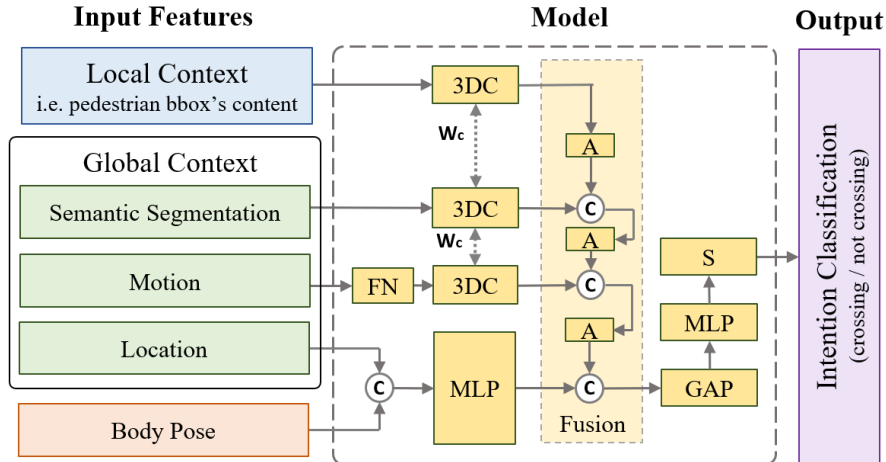 Input Features
Model
Output
Local Context
i.e. pedestrian bbox's content
Global Context
Semantic Segmentation
Motion
Location
Body Pose
3DC
Wc
3DC
Wc
FN
3DC
C
MLP
A
C
A
C
A
C
Fusion
S
MLP
GAP
Intention Classification
(crossing / not crossing)